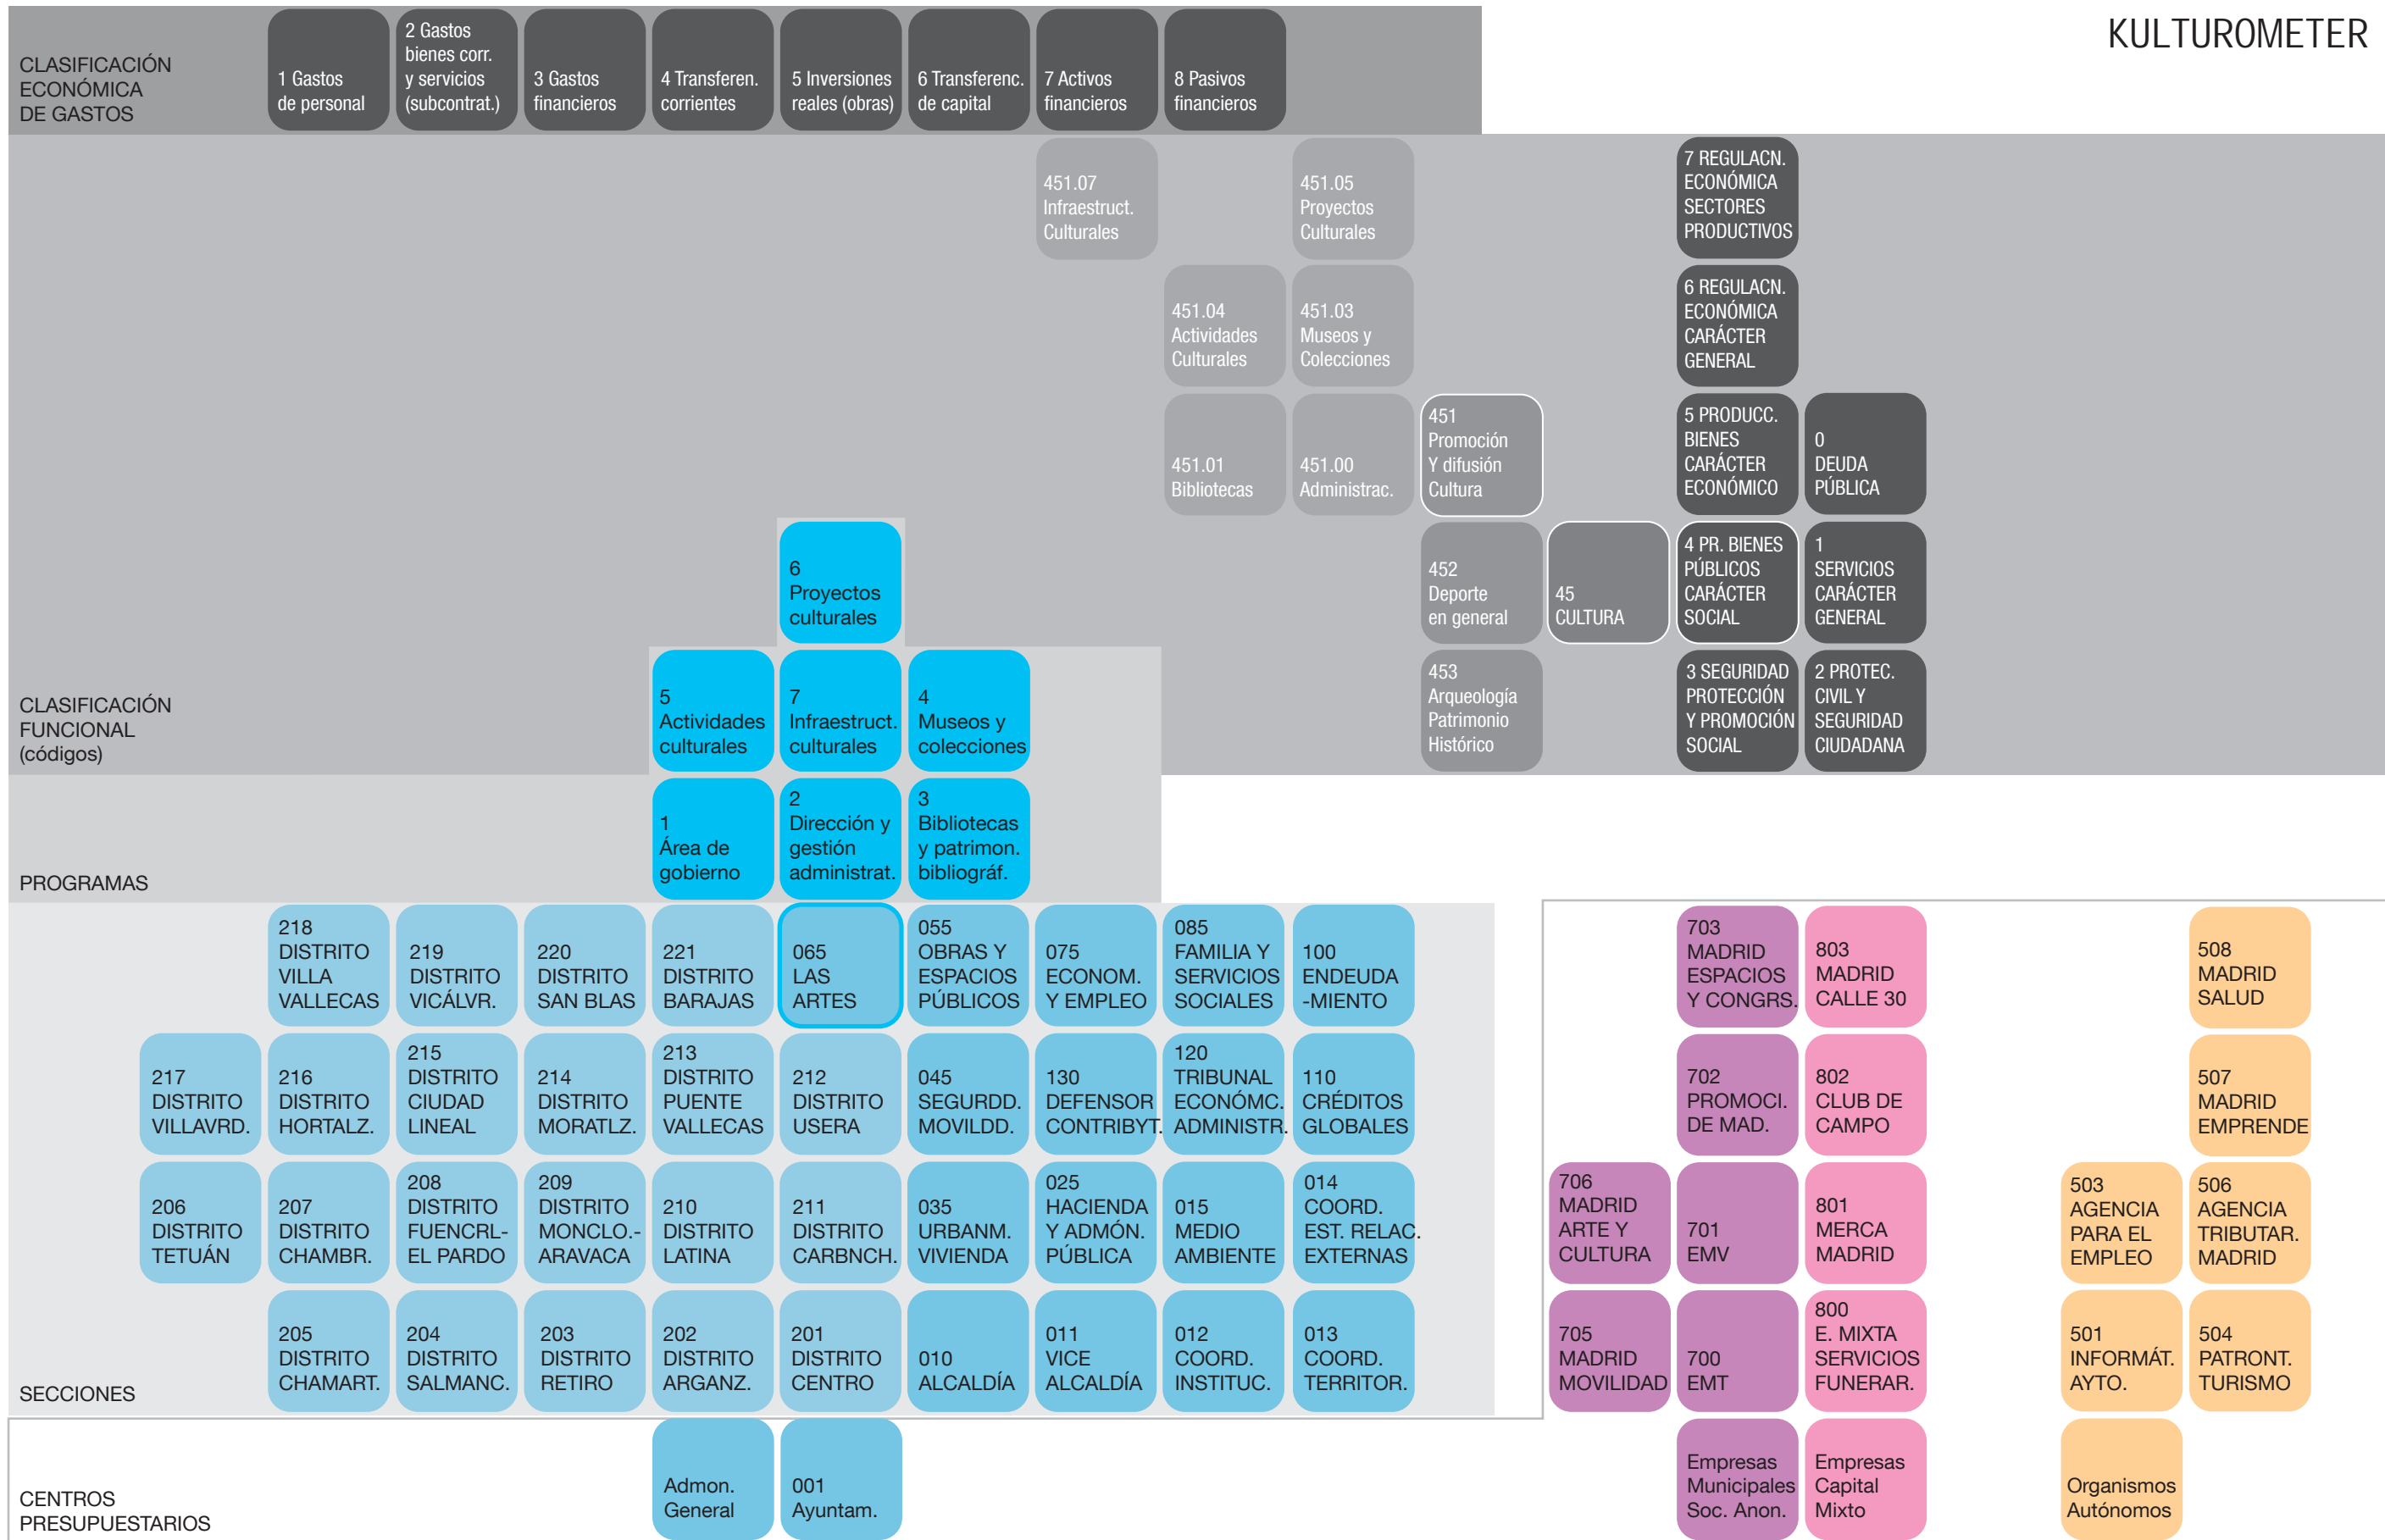 KULTUROMETER
CLASIFICACIÓN
ECONÓMICA
DE GASTOS
1 Gastos
de personal
2 Gastos
bienes corr.
y servicios
(subcontrat.)
3 Gastos
financieros
4 Transferen.
corrientes
5 Inversiones
reales (obras)
6 Transferenc.
de capital
7 Activos
financieros
8 Pasivos
financieros
451.07
Infraestruct.
Culturales
451.05
Proyectos
Culturales
7 REGULACN.
ECONÓMICA
SECTORES
PRODUCTIVOS
451.04
Actividades
Culturales
451.03
Museos y
Colecciones
6 REGULACN.
ECONÓMICA
CARÁCTER
GENERAL
451.01
Bibliotecas
451.00
Administrac.
451
Promoción
Y difusión
Cultura
5 PRODUCC.
BIENES
CARÁCTER
ECONÓMICO
0
DEUDA
PÚBLICA
6
Proyectos
culturales
452
Deporte
en general
45
CULTURA
4 PR. BIENES
PÚBLICOS
CARÁCTER
SOCIAL
1
SERVICIOS
CARÁCTER
GENERAL
CLASIFICACIÓN
FUNCIONAL
(códigos)
5
Actividades
culturales
7
Infraestruct.
culturales
4
Museos y
colecciones
453
Arqueología
Patrimonio
Histórico
3 SEGURIDAD
PROTECCIÓN
Y PROMOCIÓN
SOCIAL
2 PROTEC.
CIVIL Y
SEGURIDAD
CIUDADANA
PROGRAMAS
1
Área de
gobierno
2
Dirección y
gestión
administrat.
3
Bibliotecas
y patrimon.
bibliográf.
218
DISTRITO
VILLA
VALLECAS
219
DISTRITO
VICÁLVR.
220
DISTRITO
SAN BLAS
221
DISTRITO
BARAJAS
065
LAS
ARTES
055
OBRAS Y
ESPACIOS
PÚBLICOS
075
ECONOM.
Y EMPLEO
085
FAMILIA Y
SERVICIOS
SOCIALES
100
ENDEUDA
-MIENTO
703
MADRID
ESPACIOS
Y CONGRS.
803
MADRID
CALLE 30
508
MADRID
SALUD
217
DISTRITO
VILLAVRD.
216
DISTRITO
HORTALZ.
215
DISTRITO
CIUDAD
LINEAL
214
DISTRITO
MORATLZ.
213
DISTRITO
PUENTE
VALLECAS
212
DISTRITO
USERA
045
SEGURDD.
MOVILDD.
130
DEFENSOR
CONTRIBYT.
120
TRIBUNAL
ECONÓMC.
ADMINISTR.
110
CRÉDITOS
GLOBALES
702
PROMOCI.
DE MAD.
802
CLUB DE
CAMPO
507
MADRID
EMPRENDE
206
DISTRITO
TETUÁN
207
DISTRITO
CHAMBR.
208
DISTRITO
FUENCRL-
EL PARDO
209
DISTRITO
MONCLO.-
ARAVACA
210
DISTRITO
LATINA
211
DISTRITO
CARBNCH.
035
URBANM.
VIVIENDA
025
HACIENDA
Y ADMÓN.
PÚBLICA
015
MEDIO
AMBIENTE
014
COORD.
EST. RELAC.
EXTERNAS
706
MADRID
ARTE Y
CULTURA
701
EMV
801
MERCA
MADRID
503
AGENCIA
PARA EL
EMPLEO
506
AGENCIA
TRIBUTAR.
MADRID
SECCIONES
205
DISTRITO
CHAMART.
204
DISTRITO
SALMANC.
203
DISTRITO
RETIRO
202
DISTRITO
ARGANZ.
201
DISTRITO
CENTRO
010
ALCALDÍA
011
VICE
ALCALDÍA
012
COORD.
INSTITUC.
013
COORD.
TERRITOR.
705
MADRID
MOVILIDAD
700
EMT
800
E. MIXTA
SERVICIOS
FUNERAR.
501
INFORMÁT.
AYTO.
504
PATRONT.
TURISMO
CENTROS
PRESUPUESTARIOS
Admon.
General
001
Ayuntam.
Empresas
Municipales
Soc. Anon.
Empresas
Capital
Mixto
Organismos
Autónomos